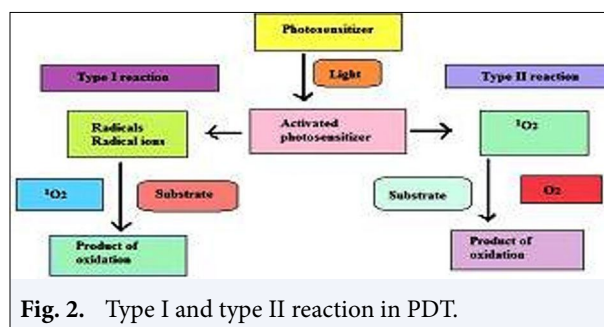 Photosensitizer
Type I reaction
Light
Type II reaction
Radicals
Radical ions
Activated
photosensitizer
¹O2
¹O2
Substrate
Substrate
O2
Product of
oxidation
Product of
oxidation
Fig. 2. Type I and type II reaction in PDT.